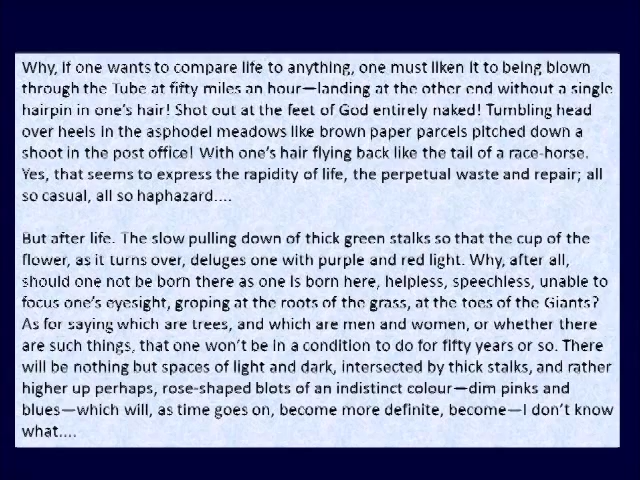 Why, if one wants to compare life to anything, one must liken it to being blown
through the Tube at fifty miles an hour—landing at the other end without a single
hairpin in one's hair! Shot out at the feet of God entirely naked! Tumbling head
over heels in the asphodel meadows like brown paper parcels pitched down a
shoot in the post office! With one's hair flying back like the tail of a race-horse.
Yes, that seems to express the rapidity of life, the perpetual waste and repair; all
so casual, all so haphazard....
But after life. The slow pulling down of thick green stalks so that the cup of the
flower, as it turns over, deluges one with purple and red light. Why, after all,
should one not be born there as one is born here, helpless, speechless, unable to
focus one's eyesight, groping at the roots of the grass, at the toes of the Giants?
As for saying which are trees, and which are men and women, or whether there
are such things, that one won't be in a condition to do for fifty years or so. There
will be nothing but spaces of light and dark, intersected by thick stalks, and rather
higher up perhaps, rose-shaped blots of an indistinct colour—dim pinks and
blues—which will, as time goes on, become more definite, become—I don't know
what....